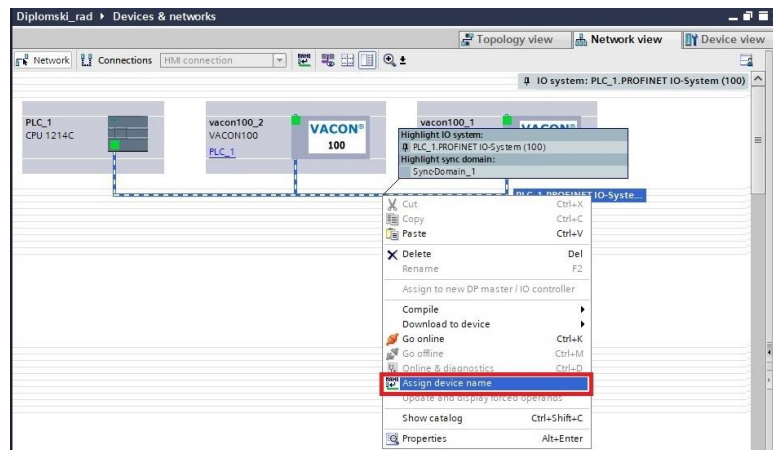 Diplomski_rad ▸ Devices & networks
Topology view Network view Device view
Network Connections HMI connection
IO system: PLC_1.PROFINET IO-System (100)
PLC_1
CPU 1214C
vacon100_2
VACON100
PLC_1
VACON®
100
vacon100_1
VACON®
Highlight IO system:
PLC_1.PROFINET IO-System (100)
Highlight sync domain:
Sync-Domain_1
PLC_1.PROFINET IO-Syste...
Cut Ctrl+X
Copy Ctrl+C
Paste Ctrl+V
Delete Del
Rename F2
Assign to new DP master / IO controller
Compile
Download to device
Go online Ctrl+K
Go offline Ctrl+M
Online & diagnostics Ctrl+D
Assign device name
Update and display forced operands
Show catalog Ctrl+Shift+C
Properties Alt+Enter